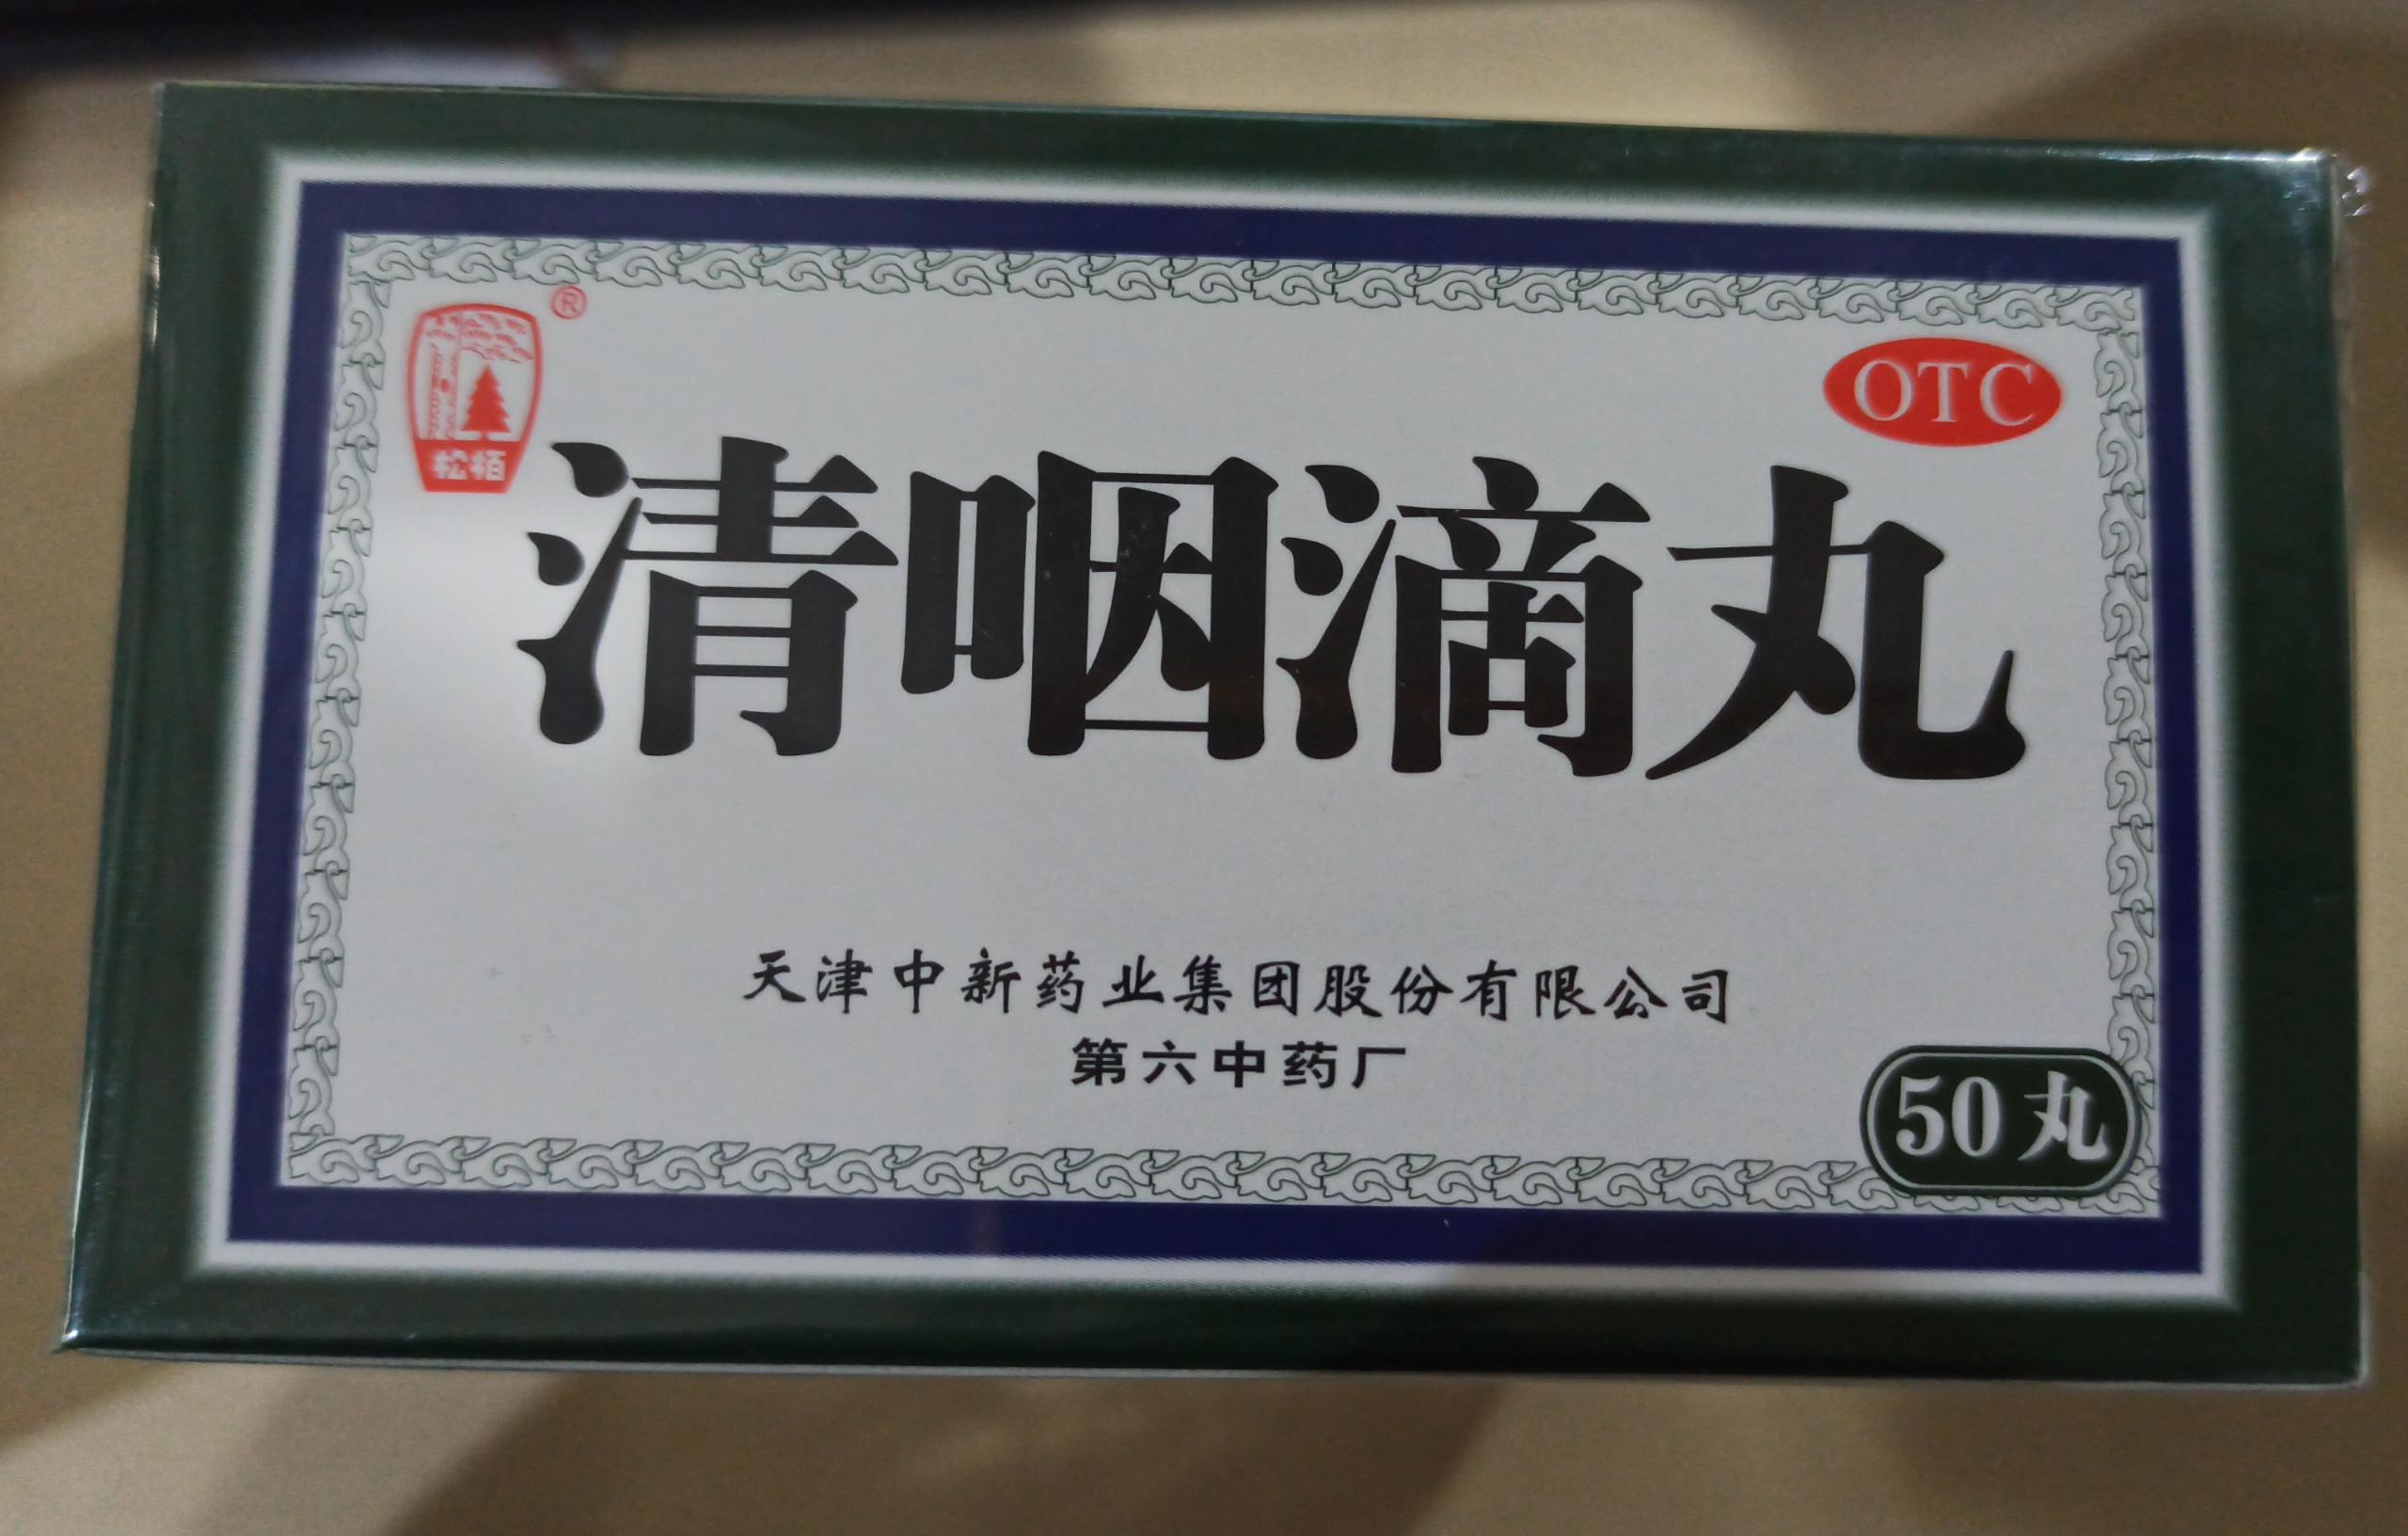 ®
松栢
OTC
清咽滴丸
天津中新药业集团股份有限公司
第六中药厂
50丸